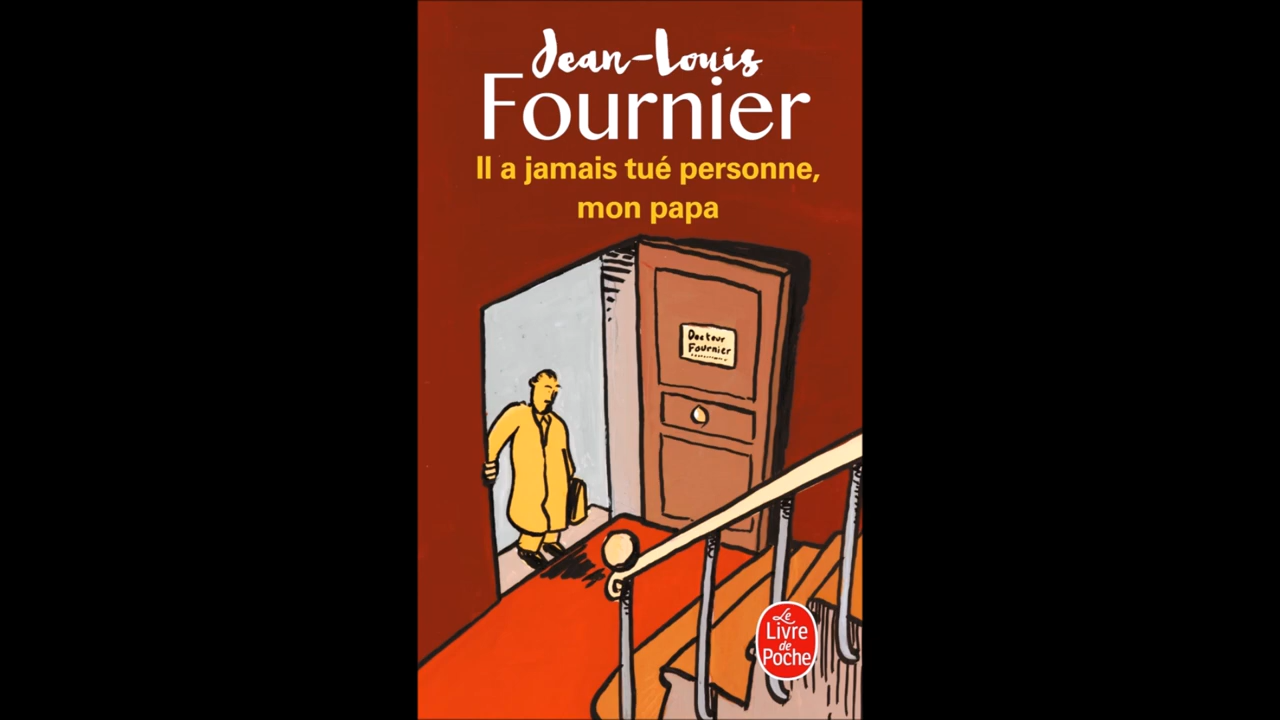 Jean-Louis
Fournier
Il a jamais tué personne,
mon papa
Docteur
Fournier
Le
Livre
de
Poche